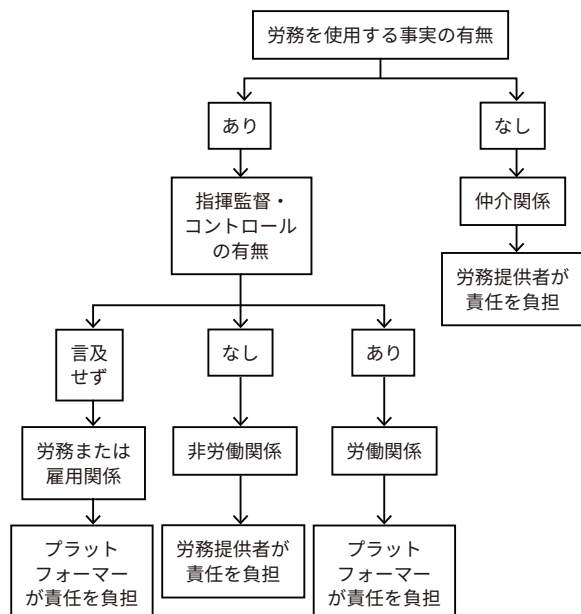 労務を使用する事実の有無
あり
なし
指揮監督・
コントロール
の有無
仲介関係
労務提供者が
責任を負担
言及
せず
なし
あり
労務または
雇用関係
非労働関係
労働関係
プラット
フォーマー
が責任を負担
労務提供者が
責任を負担
プラット
フォーマー
が責任を負担